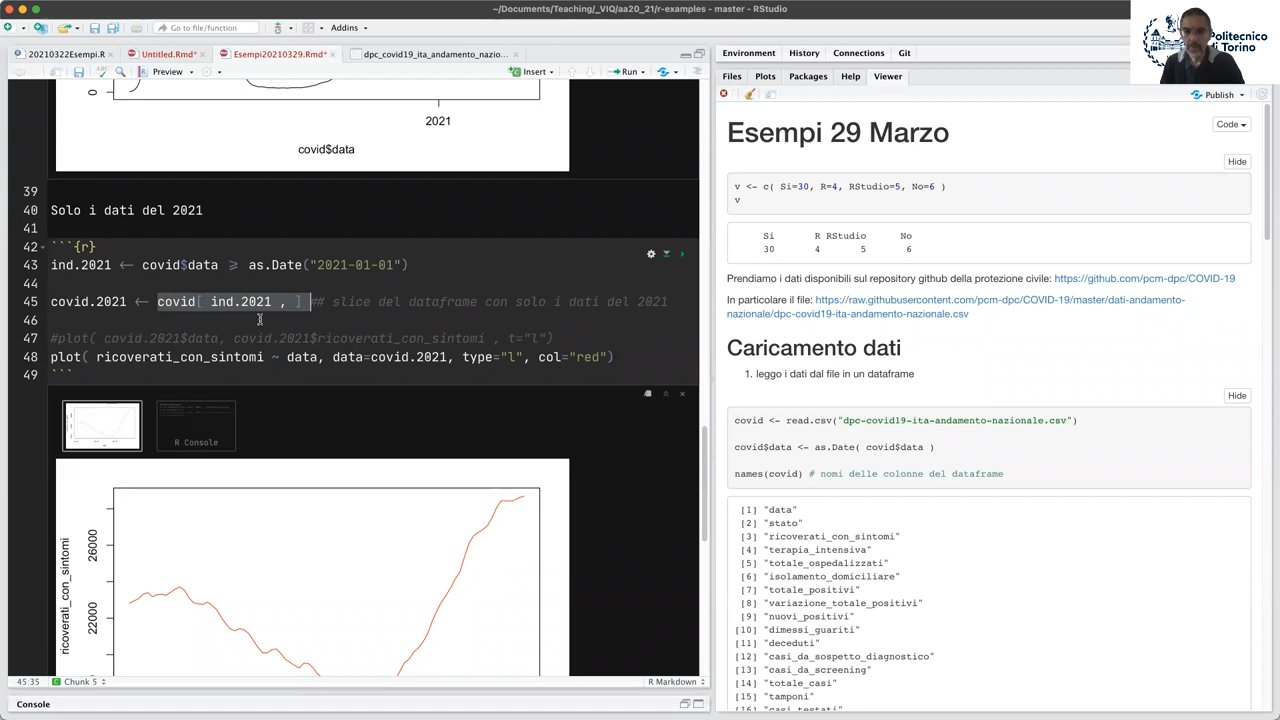 ~/Documents/Teaching/_VIQ/aa20_21/r-examples - master - RStudio
Go to file/function
Addins
20210322Esempi.R
Untitled.Rmd*
Esempi20210329.Rmd*
dpc_covid19_ita_andamento_nazio...
Preview
Insert
Run
0
2021
covid$data
39
40 Solo i dati del 2021
41
42 ```{r}
43 ind.2021 <- covid$data >= as.Date("2021-01-01")
44
45 covid.2021 <- covid[ ind.2021 , ] ## slice del dataframe con solo i dati del 2021
46
47 #plot( covid.2021$data, covid.2021$ricoverati_con_sintomi , t="l")
48 plot( ricoverati_con_sintomi ~ data, data=covid.2021, type="l", col="red")
49 ```
R Console
ricoverati_con_sintomi
26000
22000
45:35
Chunk 5
R Markdown
Console
Environment
History
Connections
Git
Files
Plots
Packages
Help
Viewer
Publish
Politecnico
di Torino
Esempi 29 Marzo
Code
Hide
v <- c( Si=30, R=4, RStudio=5, No=6 )
v
Si R RStudio No
30 4 5 6
Prendiamo i dati disponibili sul repository github della protezione civile: https://github.com/pcm-dpc/COVID-19
In particolare il file: https://raw.githubusercontent.com/pcm-dpc/COVID-19/master/dati-andamento-
nazionale/dpc-covid19-ita-andamento-nazionale.csv
Caricamento dati
1. leggo i dati dal file in un dataframe
Hide
covid <- read.csv("dpc-covid19-ita-andamento-nazionale.csv")
covid$data <- as.Date( covid$data )
names(covid) # nomi delle colonne del dataframe
[1] "data"
[2] "stato"
[3] "ricoverati_con_sintomi"
[4] "terapia_intensiva"
[5] "totale_ospedalizzati"
[6] "isolamento_domiciliare"
[7] "totale_positivi"
[8] "variazione_totale_positivi"
[9] "nuovi_positivi"
[10] "dimessi_guariti"
[11] "deceduti"
[12] "casi_da_sospetto_diagnostico"
[13] "casi_da_screening"
[14] "totale_casi"
[15] "tamponi"
[16] "casi_testati"